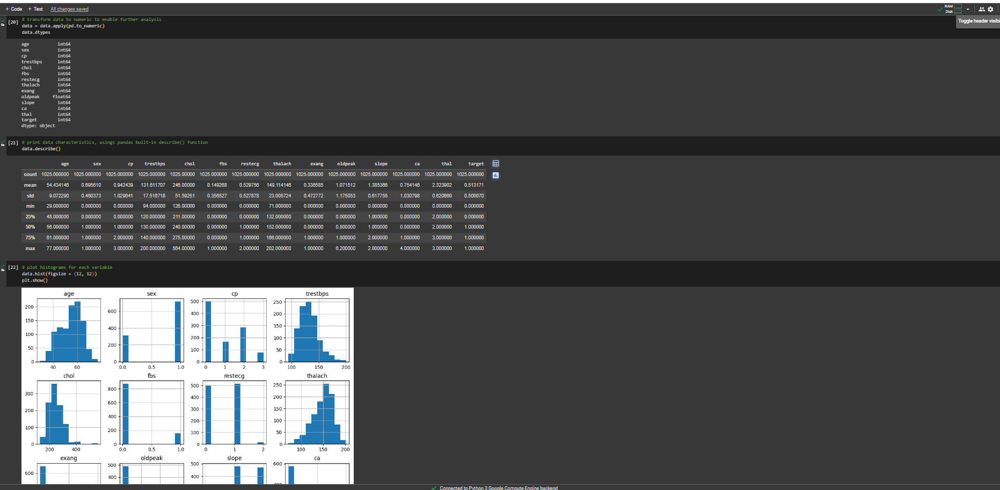 + Code + Text All changes saved
RAM
Disk
Toggle header visibi
[20] # transform data to numeric to enable further analysis
data = data.apply(pd.to_numeric)
data.dtypes
age int64
sex int64
cp int64
trestbps int64
chol int64
fbs int64
restecg int64
thalach int64
exang int64
oldpeak float64
slope int64
ca int64
thal int64
target int64
dtype: object
[21] # print data characteristics, usings pandas built-in describe() function
data.describe()
age sex cp trestbps chol fbs restecg thalach exang oldpeak slope ca thal target
count 1025.000000 1025.000000 1025.000000 1025.000000 1025.00000 1025.000000 1025.000000 1025.000000 1025.000000 1025.000000 1025.000000 1025.000000 1025.000000 1025.000000
mean 54.434146 0.695610 0.942439 131.611707 246.00000 0.149268 0.529756 149.114146 0.336585 1.071512 1.385366 0.754146 2.323902 0.513171
std 9.072290 0.460373 1.029641 17.516718 51.59251 0.356527 0.527878 23.005724 0.472772 1.175053 0.617755 1.030798 0.620660 0.500070
min 29.000000 0.000000 0.000000 94.000000 126.00000 0.000000 0.000000 71.000000 0.000000 0.000000 0.000000 0.000000 0.000000 0.000000
25% 48.000000 0.000000 0.000000 120.000000 211.00000 0.000000 0.000000 132.000000 0.000000 0.000000 1.000000 0.000000 2.000000 0.000000
50% 56.000000 1.000000 1.000000 130.000000 240.00000 0.000000 1.000000 152.000000 0.000000 0.800000 1.000000 0.000000 2.000000 1.000000
75% 61.000000 1.000000 2.000000 140.000000 275.00000 0.000000 1.000000 166.000000 1.000000 1.800000 2.000000 1.000000 3.000000 1.000000
max 77.000000 1.000000 3.000000 200.000000 564.00000 1.000000 2.000000 202.000000 1.000000 6.200000 2.000000 4.000000 3.000000 1.000000
[22] # plot histograms for each variable
data.hist(figsize = (12, 12))
plt.show()
age sex cp trestbps
200
150
100
50
0
40 60
600
400
200
0
0.0 0.5 1.0
500
400
300
200
100
0
0 1 2 3
250
200
150
100
50
0
100 150 200
chol fbs restecg thalach
300
200
100
0
200 400
800
600
400
200
0
0.0 0.5 1.0
500
400
300
200
100
0
0 1 2
250
200
150
100
50
0
100 150 200
exang oldpeak slope ca
600
500
400
500
400
600
Connected to Python 3 Google Compute Engine backend